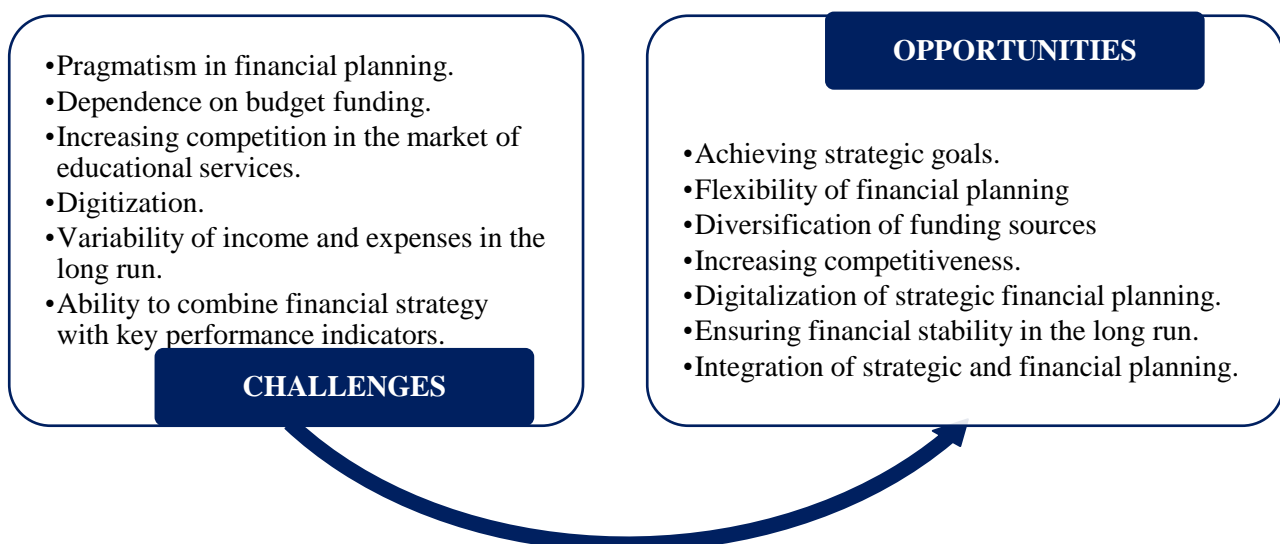 •Pragmatism in financial planning.
•Dependence on budget funding.
•Increasing competition in the market of
educational services.
•Digitization.
•Variability of income and expenses in the
long run.
•Ability to combine financial strategy
with key performance indicators.
CHALLENGES
OPPORTUNITIES
•Achieving strategic goals.
•Flexibility of financial planning
•Diversification of funding sources
•Increasing competitiveness.
•Digitalization of strategic financial planning.
•Ensuring financial stability in the long run.
•Integration of strategic and financial planning.